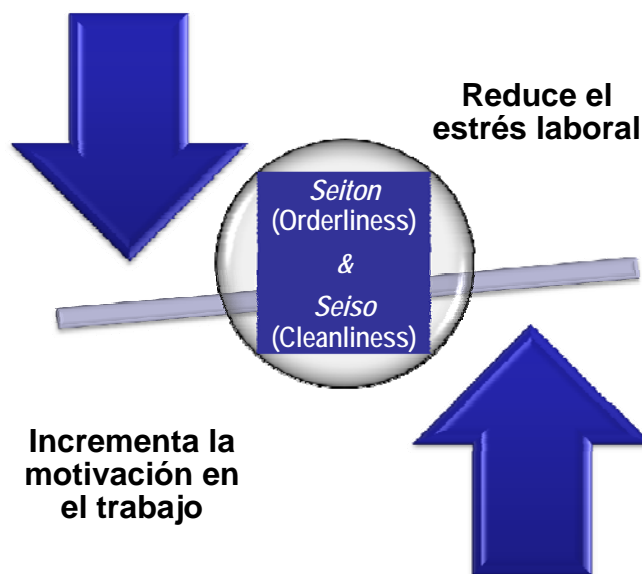 Reduce el
estrés laboral
Seiton
(Orderliness)
&
Seiso
(Cleanliness)
Incrementa la
motivación en
el trabajo